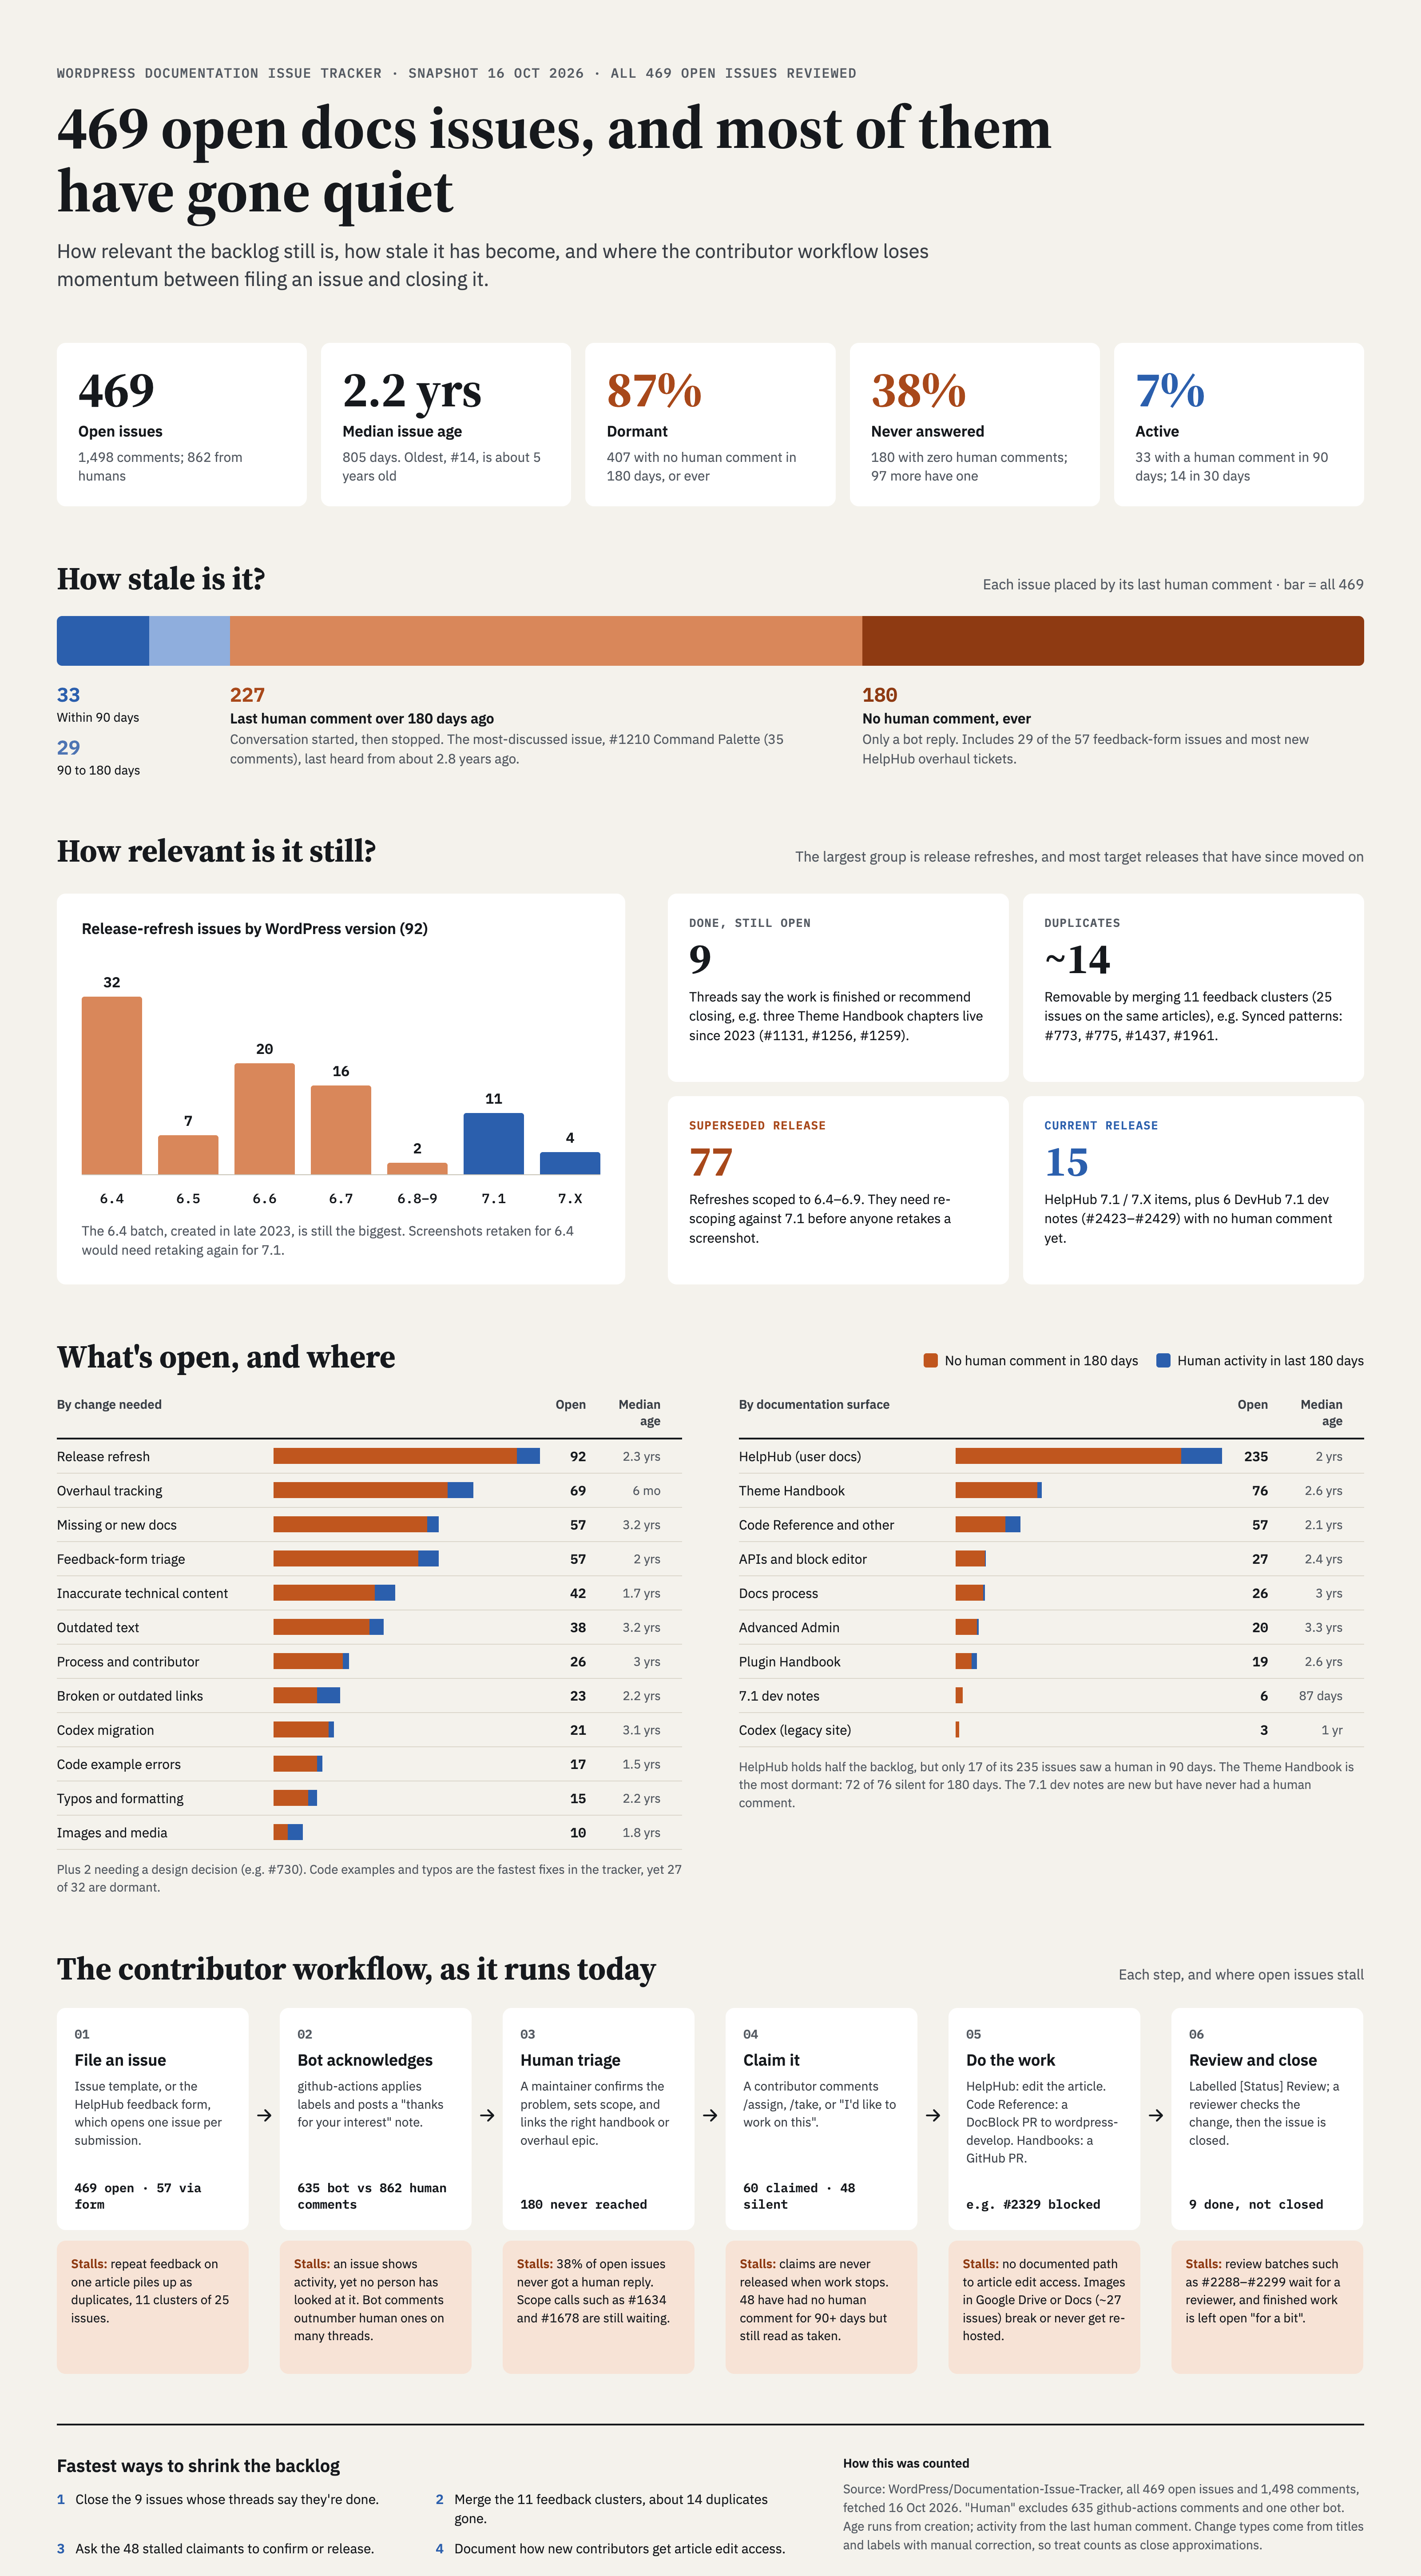 WORDPRESS DOCUMENTATION ISSUE TRACKER · SNAPSHOT 16 OCT 2026 · ALL 469 OPEN ISSUES REVIEWED
469 open docs issues, and most of them
have gone quiet
How relevant the backlog still is, how stale it has become, and where the contributor workflow loses
momentum between filing an issue and closing it.
469
Open issues
1,498 comments; 862 from
humans
2.2 yrs
Median issue age
805 days. Oldest, #14, is about 5
years old
87%
Dormant
407 with no human comment in
180 days, or ever
38%
Never answered
180 with zero human comments;
97 more have one
7%
Active
33 with a human comment in 90
days; 14 in 30 days
How stale is it?
Each issue placed by its last human comment · bar = all 469
33
Within 90 days
29
90 to 180 days
227
Last human comment over 180 days ago
Conversation started, then stopped. The most-discussed issue, #1210 Command Palette (35
comments), last heard from about 2.8 years ago.
180
No human comment, ever
Only a bot reply. Includes 29 of the 57 feedback-form issues and most new
HelpHub overhaul tickets.
How relevant is it still?
The largest group is release refreshes, and most target releases that have since moved on
Release-refresh issues by WordPress version (92)
32
7
20
16
2
11
4
6.4
6.5
6.6
6.7
6.8–9
7.1
7.X
The 6.4 batch, created in late 2023, is still the biggest. Screenshots retaken for 6.4
would need retaking again for 7.1.
DONE, STILL OPEN
9
Threads say the work is finished or recommend
closing, e.g. three Theme Handbook chapters live
since 2023 (#1131, #1256, #1259).
DUPLICATES
~14
Removable by merging 11 feedback clusters (25
issues on the same articles), e.g. Synced patterns:
#773, #775, #1437, #1961.
SUPERSEDED RELEASE
77
Refreshes scoped to 6.4–6.9. They need re-
scoping against 7.1 before anyone retakes a
screenshot.
CURRENT RELEASE
15
HelpHub 7.1 / 7.X items, plus 6 DevHub 7.1 dev
notes (#2423–#2429) with no human comment
yet.
What's open, and where
No human comment in 180 days
Human activity in last 180 days
By change needed Open Median
age
Release refresh 92 2.3 yrs
Overhaul tracking 69 6 mo
Missing or new docs 57 3.2 yrs
Feedback-form triage 57 2 yrs
Inaccurate technical content 42 1.7 yrs
Outdated text 38 3.2 yrs
Process and contributor 26 3 yrs
Broken or outdated links 23 2.2 yrs
Codex migration 21 3.1 yrs
Code example errors 17 1.5 yrs
Typos and formatting 15 2.2 yrs
Images and media 10 1.8 yrs
Plus 2 needing a design decision (e.g. #730). Code examples and typos are the fastest fixes in the tracker, yet 27
of 32 are dormant.
By documentation surface Open Median
age
HelpHub (user docs) 235 2 yrs
Theme Handbook 76 2.6 yrs
Code Reference and other 57 2.1 yrs
APIs and block editor 27 2.4 yrs
Docs process 26 3 yrs
Advanced Admin 20 3.3 yrs
Plugin Handbook 19 2.6 yrs
7.1 dev notes 6 87 days
Codex (legacy site) 3 1 yr
HelpHub holds half the backlog, but only 17 of its 235 issues saw a human in 90 days. The Theme Handbook is
the most dormant: 72 of 76 silent for 180 days. The 7.1 dev notes are new but have never had a human
comment.
The contributor workflow, as it runs today
Each step, and where open issues stall
01
File an issue
Issue template, or the
HelpHub feedback form,
which opens one issue per
submission.
469 open · 57 via
form
→
02
Bot acknowledges
github-actions applies
labels and posts a "thanks
for your interest" note.
635 bot vs 862 human
comments
→
03
Human triage
A maintainer confirms the
problem, sets scope, and
links the right handbook or
overhaul epic.
180 never reached
→
04
Claim it
A contributor comments
/assign, /take, or "I'd like to
work on this".
60 claimed · 48
silent
→
05
Do the work
HelpHub: edit the article.
Code Reference: a
DocBlock PR to wordpress-
develop. Handbooks: a
GitHub PR.
e.g. #2329 blocked
→
06
Review and close
Labelled [Status] Review; a
reviewer checks the
change, then the issue is
closed.
9 done, not closed
Stalls: repeat feedback on
one article piles up as
duplicates, 11 clusters of 25
issues.
Stalls: an issue shows
activity, yet no person has
looked at it. Bot comments
outnumber human ones on
many threads.
Stalls: 38% of open issues
never got a human reply.
Scope calls such as #1634
and #1678 are still waiting.
Stalls: claims are never
released when work stops.
48 have had no human
comment for 90+ days but
still read as taken.
Stalls: no documented path
to article edit access. Images
in Google Drive or Docs (~27
issues) break or never get re-
hosted.
Stalls: review batches such
as #2288–#2299 wait for a
reviewer, and finished work
is left open "for a bit".
Fastest ways to shrink the backlog
1 Close the 9 issues whose threads say they're done.
2 Merge the 11 feedback clusters, about 14 duplicates
gone.
3 Ask the 48 stalled claimants to confirm or release.
4 Document how new contributors get article edit access.
How this was counted
Source: WordPress/Documentation-Issue-Tracker, all 469 open issues and 1,498 comments,
fetched 16 Oct 2026. "Human" excludes 635 github-actions comments and one other bot.
Age runs from creation; activity from the last human comment. Change types come from titles
and labels with manual correction, so treat counts as close approximations.